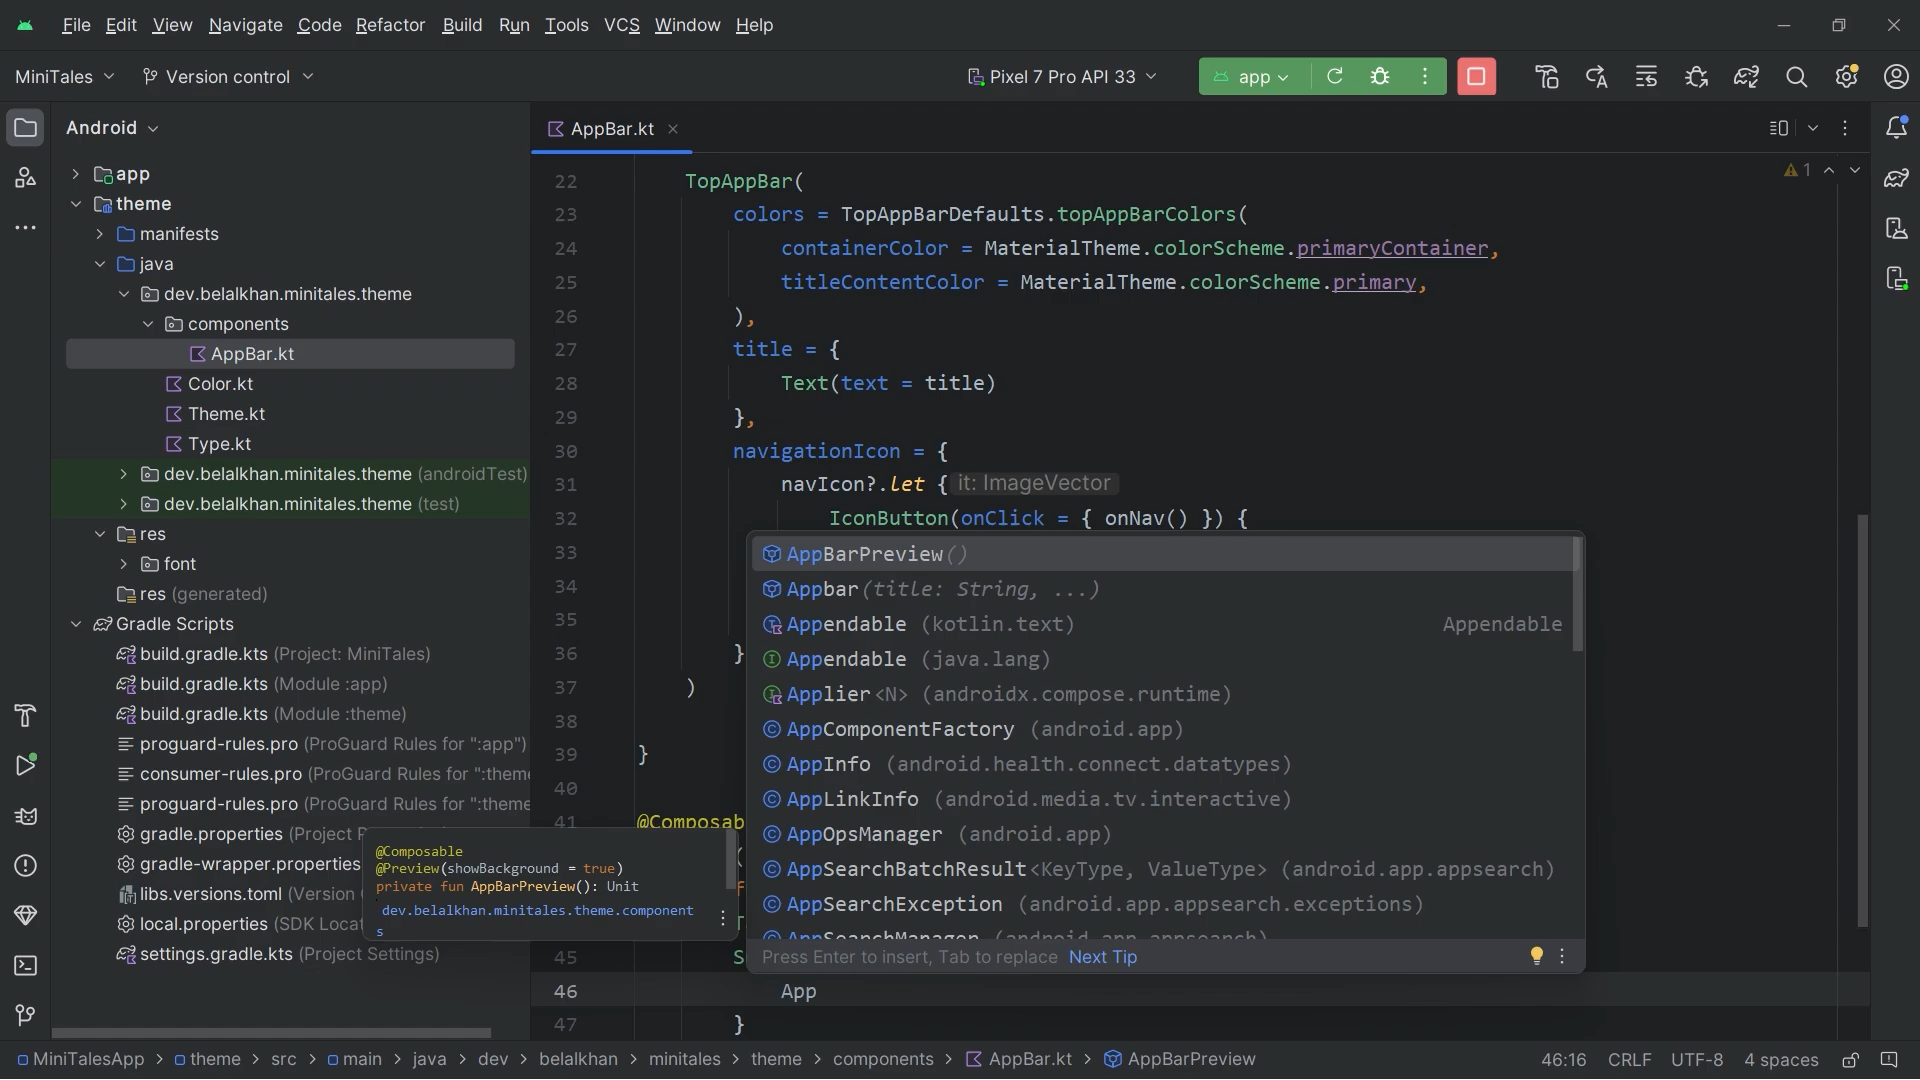 File Edit View Navigate Code Refactor Build Run Tools VCS Window Help
MiniTales Version control Pixel 7 Pro API 33 app
Android
AppBar.kt
app
theme
manifests
java
dev.belalkhan.minitales.theme
components
AppBar.kt
Color.kt
Theme.kt
Type.kt
dev.belalkhan.minitales.theme (androidTest)
dev.belalkhan.minitales.theme (test)
res
font
res (generated)
Gradle Scripts
build.gradle.kts (Project: MiniTales)
build.gradle.kts (Module :app)
build.gradle.kts (Module :theme)
proguard-rules.pro (ProGuard Rules for ":app")
consumer-rules.pro (ProGuard Rules for ":theme
proguard-rules.pro (ProGuard Rules for ":theme
gradle.properties (Project
gradle-wrapper.properties
libs.versions.toml (Version
local.properties (SDK Locat
settings.gradle.kts (Project Settings)
1
22 TopAppBar(
23 colors = TopAppBarDefaults.topAppBarColors(
24 containerColor = MaterialTheme.colorScheme.primaryContainer,
25 titleContentColor = MaterialTheme.colorScheme.primary,
26 ),
27 title = {
28 Text(text = title)
29 },
30 navigationIcon = {
31 navIcon?.let { it: ImageVector
32 IconButton(onClick = { onNav() }) {
33
34
35
36 }
37 )
38
39 }
40
41 @Composab
45 S
46 App
47 }
AppBarPreview()
Appbar(title: String, ...)
Appendable (kotlin.text) Appendable
Appendable (java.lang)
Applier<N> (androidx.compose.runtime)
AppComponentFactory (android.app)
AppInfo (android.health.connect.datatypes)
AppLinkInfo (android.media.tv.interactive)
AppOpsManager (android.app)
AppSearchBatchResult<KeyType, ValueType> (android.app.appsearch)
AppSearchException (android.app.appsearch.exceptions)
AppSearchManager (android.app.appsearch)
Press Enter to insert, Tab to replace Next Tip
@Composable
@Preview(showBackground = true)
private fun AppBarPreview(): Unit
dev.belalkhan.minitales.theme.component
s
MiniTalesApp > theme > src > main > java > dev > belalkhan > minitales > theme > components > AppBar.kt > AppBarPreview
46:16 CRLF UTF-8 4 spaces